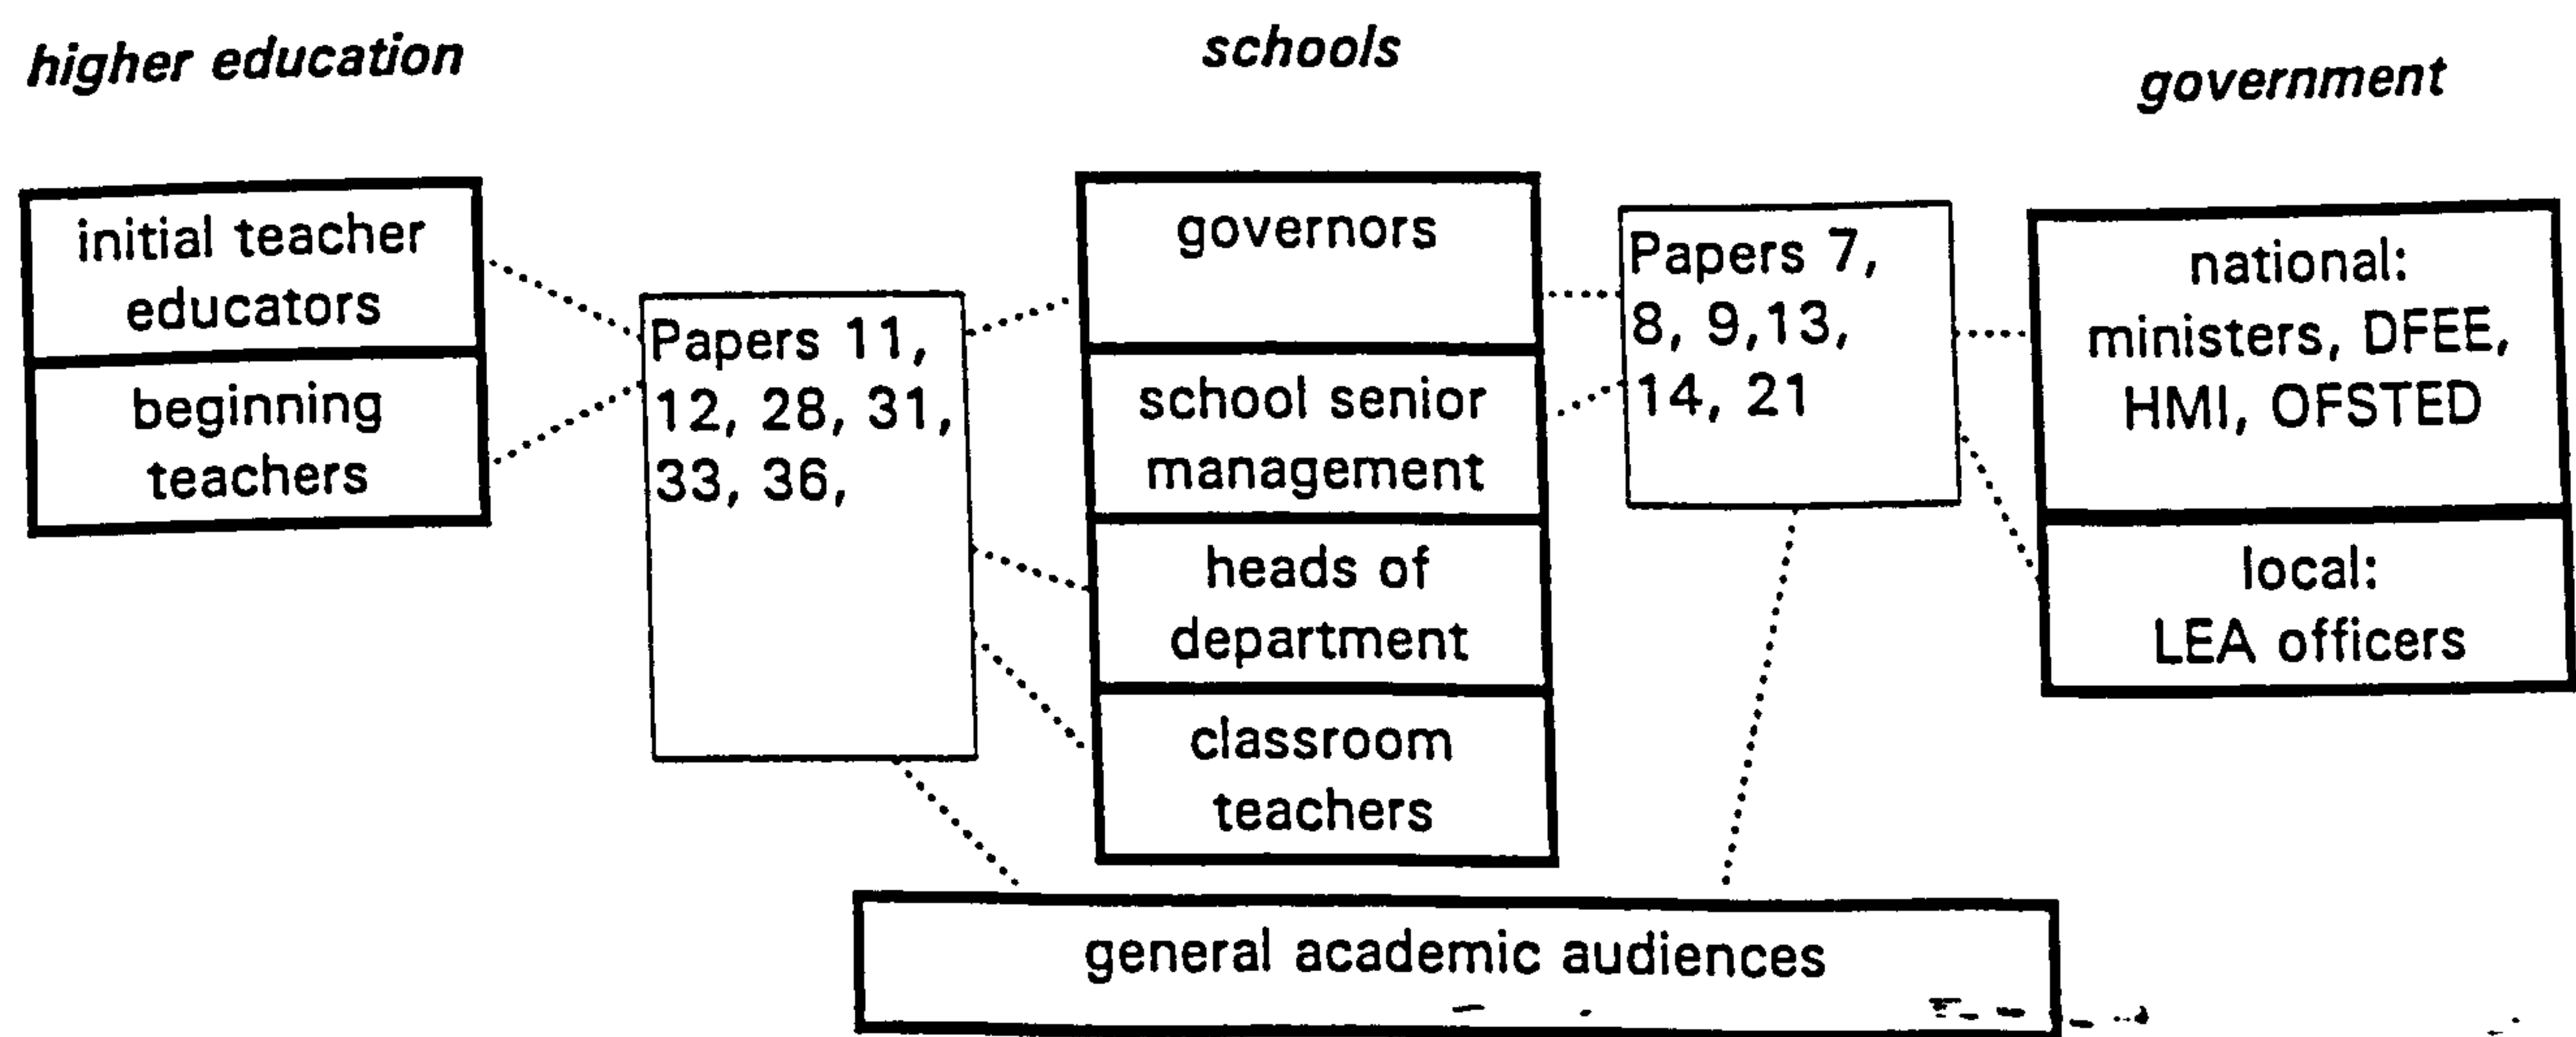 higher education
schools
government
initial teacher
educators
beginning
teachers
Papers 11,
12, 28, 31,
33, 36,
governors
school senior
management
heads of
department
classroom
teachers
Papers 7,
8, 9,13,
14, 21
national:
ministers, DFEE,
HMI, OFSTED
local:
LEA officers
general academic audiences